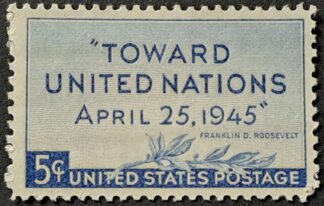 "TOWARD
UNITED NATIONS
APRIL 25, 1945"
FRANKLIN D. ROOSEVELT
5¢ UNITED STATES POSTAGE